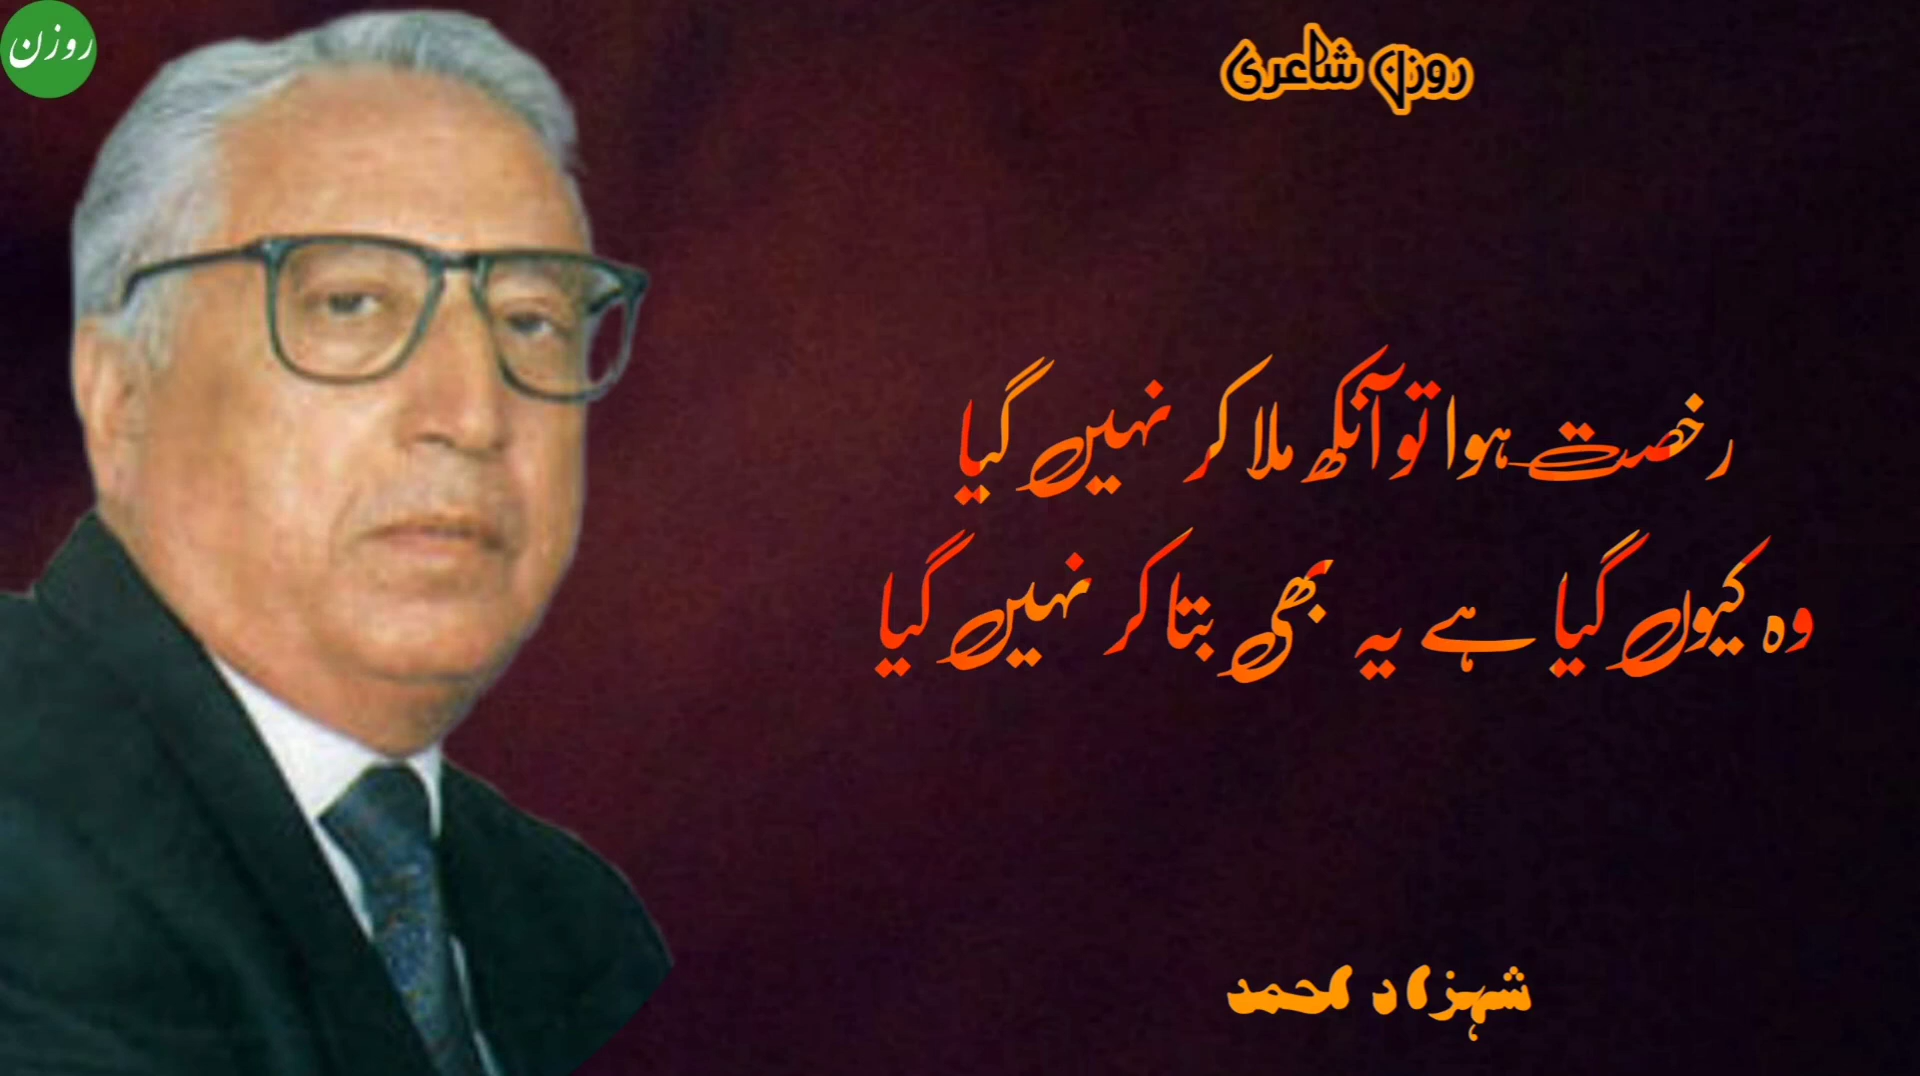 روزن
روزن شاعری
رخصت ہوا تو آنکھ ملا کر نہیں گیا
وہ کیوں گیا ہے یہ بھی بتا کر نہیں گیا
شہزاد احمد